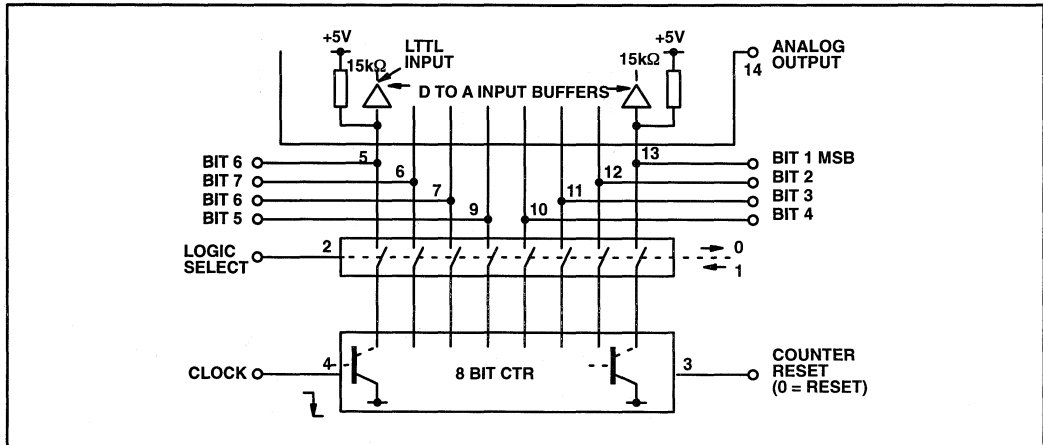 +5V
LTTL
INPUT
15kΩ
D TO A INPUT BUFFERS
+5V
15kΩ
ANALOG
OUTPUT
14
BIT 6
5
BIT 7
6
BIT 6
7
BIT 5
9
13
BIT 1 MSB
12
BIT 2
11
BIT 3
10
BIT 4
LOGIC
SELECT
2
0
1
CLOCK
4
8 BIT CTR
3
COUNTER
RESET
(0 = RESET)